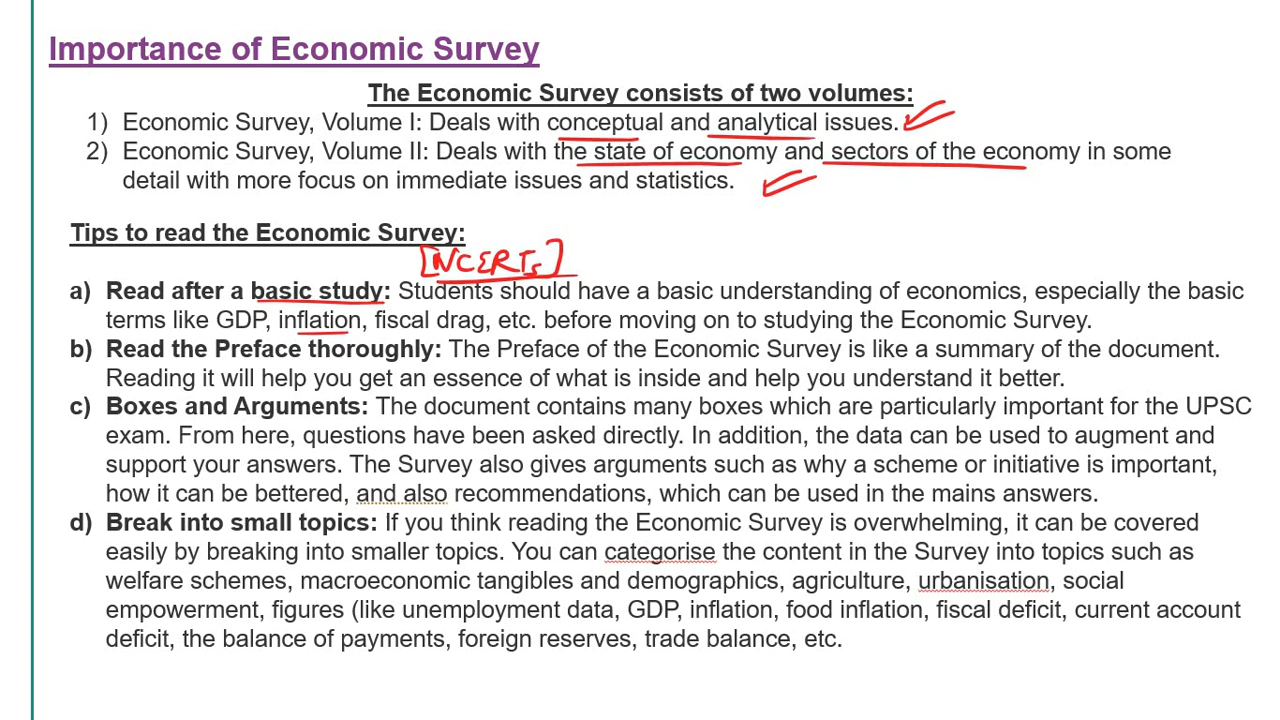 Importance of Economic Survey
The Economic Survey consists of two volumes:
1) Economic Survey, Volume I: Deals with conceptual and analytical issues.
2) Economic Survey, Volume II: Deals with the state of economy and sectors of the economy in some
detail with more focus on immediate issues and statistics.
Tips to read the Economic Survey:
[NCERTs]
a) Read after a basic study: Students should have a basic understanding of economics, especially the basic
terms like GDP, inflation, fiscal drag, etc. before moving on to studying the Economic Survey.
b) Read the Preface thoroughly: The Preface of the Economic Survey is like a summary of the document.
Reading it will help you get an essence of what is inside and help you understand it better.
c) Boxes and Arguments: The document contains many boxes which are particularly important for the UPSC
exam. From here, questions have been asked directly. In addition, the data can be used to augment and
support your answers. The Survey also gives arguments such as why a scheme or initiative is important,
how it can be bettered, and also recommendations, which can be used in the mains answers.
d) Break into small topics: If you think reading the Economic Survey is overwhelming, it can be covered
easily by breaking into smaller topics. You can categorise the content in the Survey into topics such as
welfare schemes, macroeconomic tangibles and demographics, agriculture, urbanisation, social
empowerment, figures (like unemployment data, GDP, inflation, food inflation, fiscal deficit, current account
deficit, the balance of payments, foreign reserves, trade balance, etc.